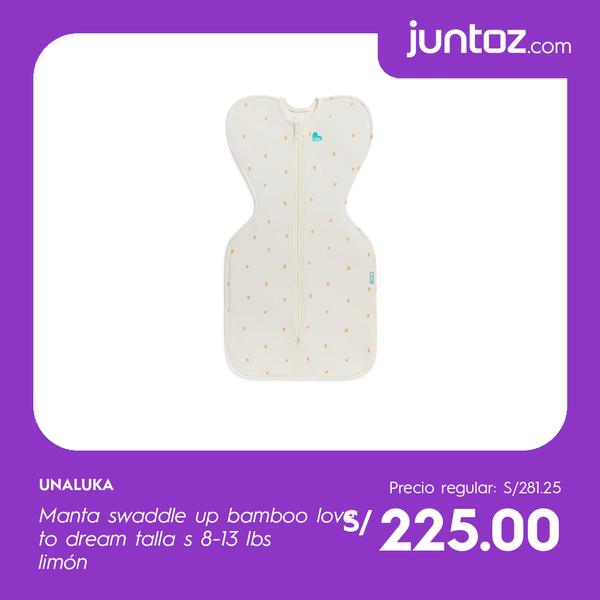 juntoz.com
UNALUKA
Manta swaddle up bamboo love
to dream talla s 8-13 lbs
limón
Precio regular: S/281.25
S/ 225.00